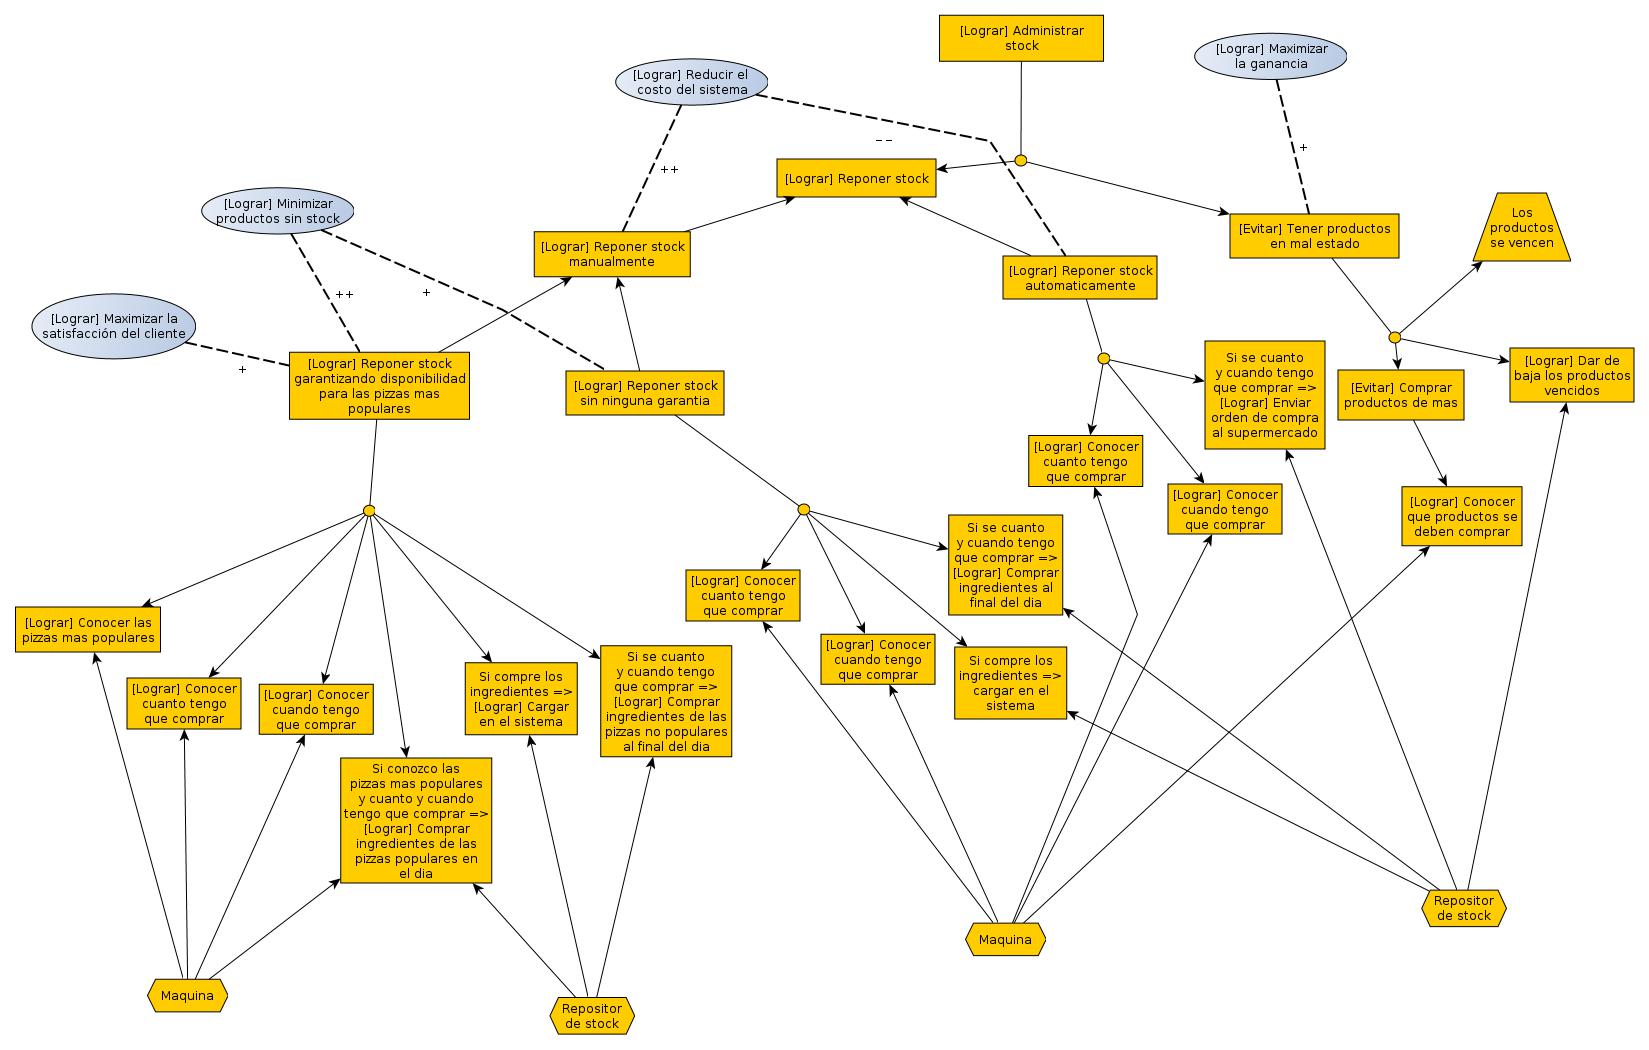 [Lograr] Administrar
stock
[Lograr] Maximizar
la ganancia
[Lograr] Reducir el
costo del sistema
++
−−
+
[Lograr] Reponer stock
[Lograr] Minimizar
productos sin stock
++
+
[Lograr] Reponer stock
manualmente
[Lograr] Reponer stock
automaticamente
[Evitar] Tener productos
en mal estado
Los
productos
se vencen
[Lograr] Maximizar la
satisfacción del cliente
+
[Lograr] Reponer stock
garantizando disponibilidad
para las pizzas mas
populares
[Lograr] Reponer stock
sin ninguna garantia
Si se cuanto
y cuando tengo
que comprar =>
[Lograr] Enviar
orden de compra
al supermercado
[Evitar] Comprar
productos de mas
[Lograr] Dar de
baja los productos
vencidos
[Lograr] Conocer
cuanto tengo
que comprar
[Lograr] Conocer
cuando tengo
que comprar
[Lograr] Conocer
que productos se
deben comprar
[Lograr] Conocer las
pizzas mas populares
[Lograr] Conocer
cuanto tengo
que comprar
[Lograr] Conocer
cuando tengo
que comprar
Si conozco las
pizzas mas populares
y cuanto y cuando
tengo que comprar =>
[Lograr] Comprar
ingredientes de las
pizzas populares en
el dia
Si compre los
ingredientes =>
[Lograr] Cargar
en el sistema
Si se cuanto
y cuando tengo
que comprar =>
[Lograr] Comprar
ingredientes de las
pizzas no populares
al final del dia
[Lograr] Conocer
cuanto tengo
que comprar
[Lograr] Conocer
cuando tengo
que comprar
Si compre los
ingredientes =>
cargar en el
sistema
Si se cuanto
y cuando tengo
que comprar =>
[Lograr] Comprar
ingredientes al
final del dia
Maquina
Repositor
de stock
Maquina
Repositor
de stock